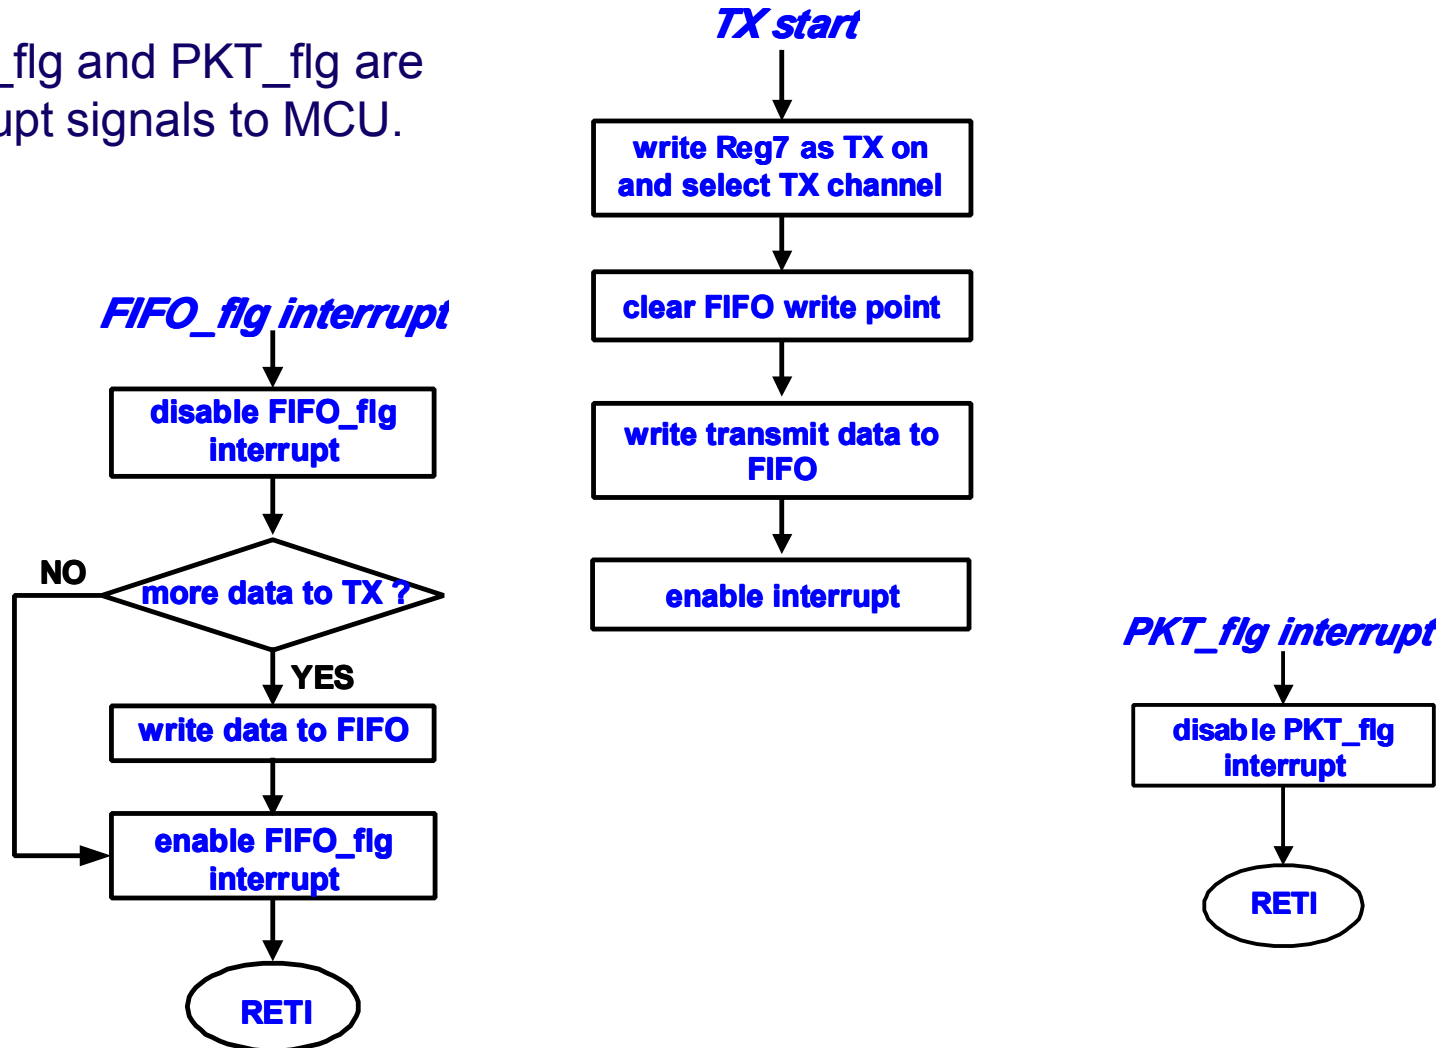 _flg and PKT_flg are
upt signals to MCU.
TX start
write Reg7 as TX on
and select TX channel
clear FIFO write point
write transmit data to
FIFO
enable interrupt
FIFO_flg interrupt
disable FIFO_flg
interrupt
more data to TX ?
NO
YES
write data to FIFO
enable FIFO_flg
interrupt
RETI
PKT_flg interrupt
disable PKT_flg
interrupt
RETI